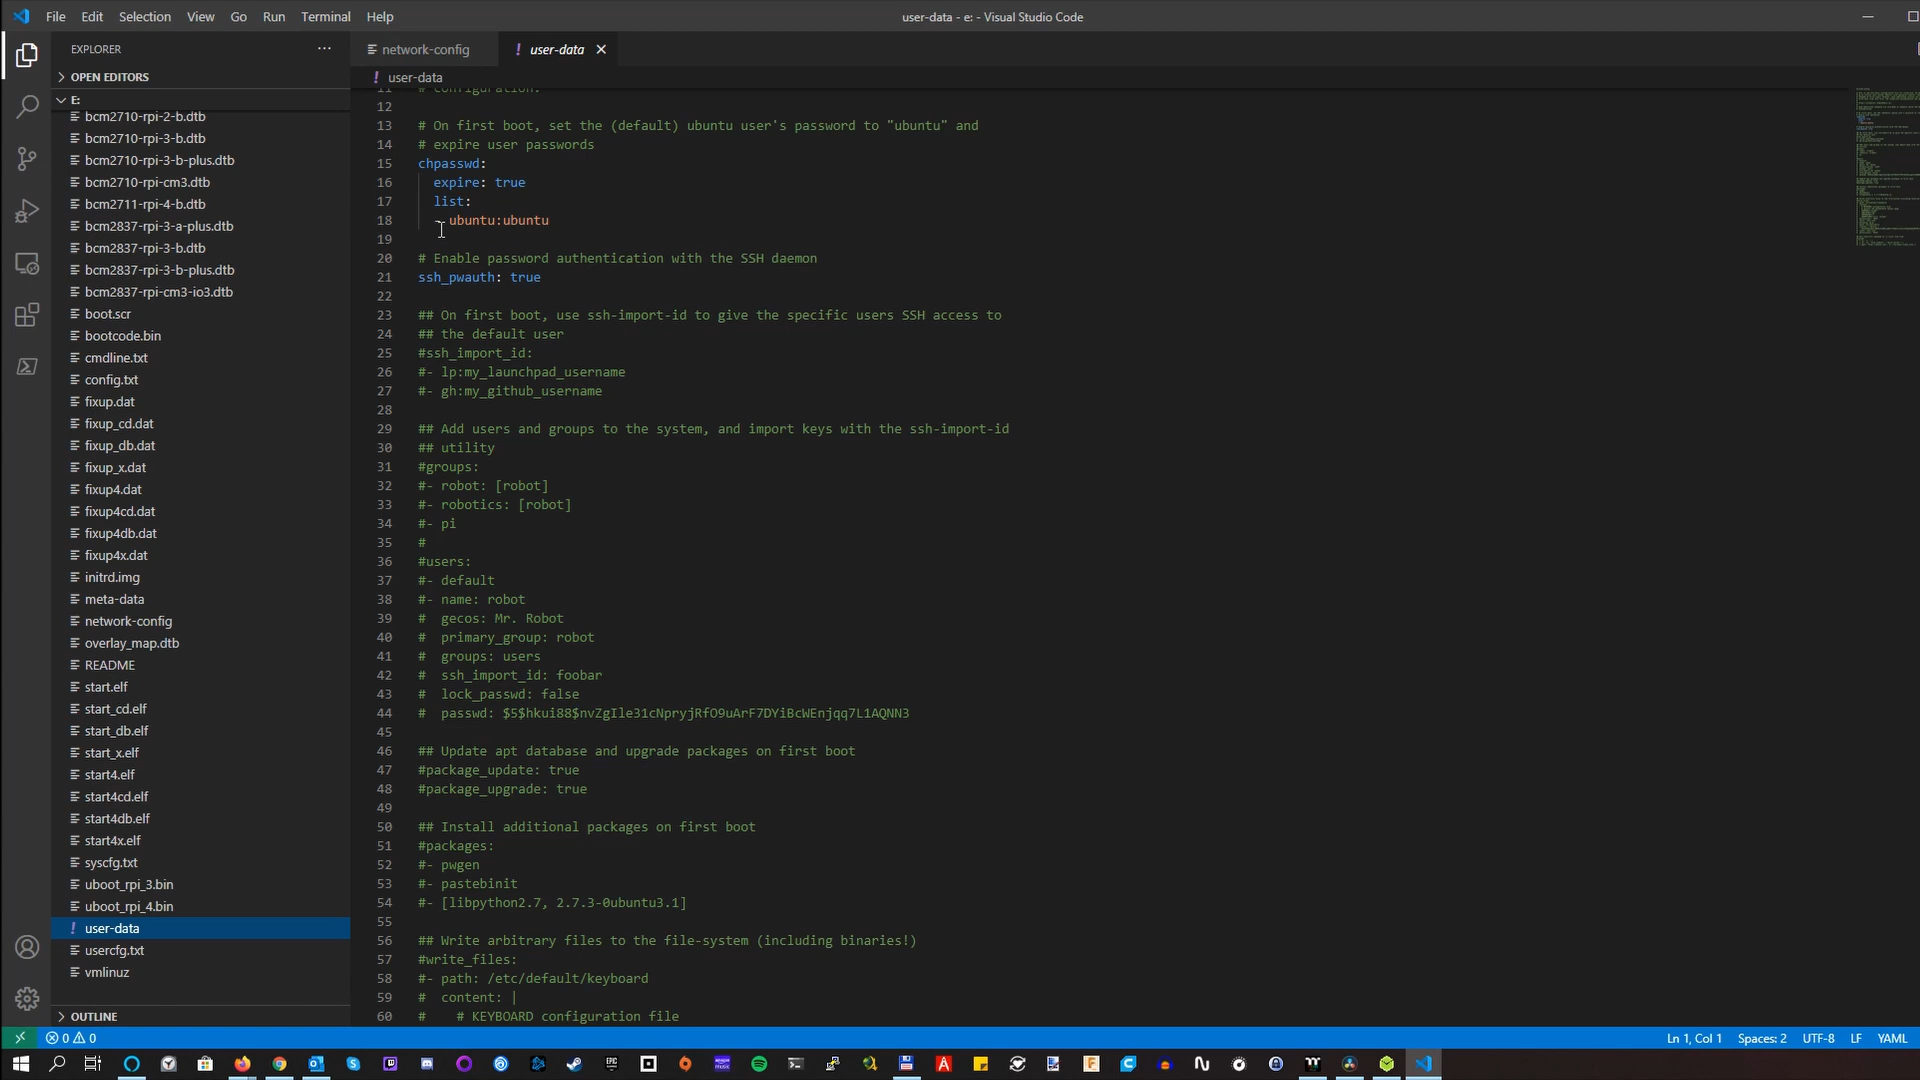 File Edit Selection View Go Run Terminal Help
user-data - e: - Visual Studio Code
EXPLORER
OPEN EDITORS
E:
bcm2710-rpi-2-b.dtb
bcm2710-rpi-3-b.dtb
bcm2710-rpi-3-b-plus.dtb
bcm2710-rpi-cm3.dtb
bcm2711-rpi-4-b.dtb
bcm2837-rpi-3-a-plus.dtb
bcm2837-rpi-3-b.dtb
bcm2837-rpi-3-b-plus.dtb
bcm2837-rpi-cm3-io3.dtb
boot.scr
bootcode.bin
cmdline.txt
config.txt
fixup.dat
fixup_cd.dat
fixup_db.dat
fixup_x.dat
fixup4.dat
fixup4cd.dat
fixup4db.dat
fixup4x.dat
initrd.img
meta-data
network-config
overlay_map.dtb
README
start.elf
start_cd.elf
start_db.elf
start_x.elf
start4.elf
start4cd.elf
start4db.elf
start4x.elf
syscfg.txt
uboot_rpi_3.bin
uboot_rpi_4.bin
! user-data
usercfg.txt
vmlinuz
OUTLINE
network-config
! user-data
! user-data
11 # configuration.
12
13 # On first boot, set the (default) ubuntu user's password to "ubuntu" and
14 # expire user passwords
15 chpasswd:
16 expire: true
17 list:
18 - ubuntu:ubuntu
19
20 # Enable password authentication with the SSH daemon
21 ssh_pwauth: true
22
23 ## On first boot, use ssh-import-id to give the specific users SSH access to
24 ## the default user
25 #ssh_import_id:
26 #- lp:my_launchpad_username
27 #- gh:my_github_username
28
29 ## Add users and groups to the system, and import keys with the ssh-import-id
30 ## utility
31 #groups:
32 #- robot: [robot]
33 #- robotics: [robot]
34 #- pi
35 #
36 #users:
37 #- default
38 #- name: robot
39 # gecos: Mr. Robot
40 # primary_group: robot
41 # groups: users
42 # ssh_import_id: foobar
43 # lock_passwd: false
44 # passwd: $5$hkui88$nvZgIle31cNpryjRfO9uArF7DYiBcWEnjqq7L1AQNN3
45
46 ## Update apt database and upgrade packages on first boot
47 #package_update: true
48 #package_upgrade: true
49
50 ## Install additional packages on first boot
51 #packages:
52 #- pwgen
53 #- pastebinit
54 #- [libpython2.7, 2.7.3-0ubuntu3.1]
55
56 ## Write arbitrary files to the file-system (including binaries!)
57 #write_files:
58 #- path: /etc/default/keyboard
59 # content: |
60 # # KEYBOARD configuration file
0 0
Ln 1, Col 1 Spaces: 2 UTF-8 LF YAML